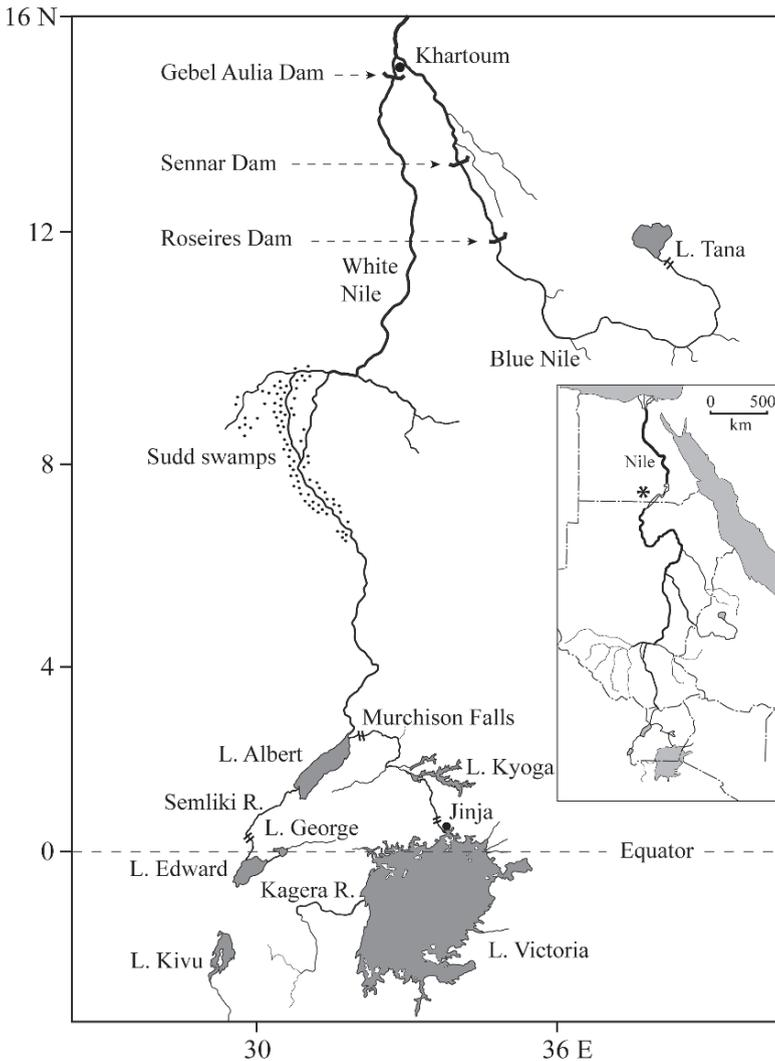 16 N
Khartoum
Gebel Aulia Dam
Sennar Dam
12
Roseires Dam
L. Tana
White
Nile
Blue Nile
0 500
km
Nile
*
Sudd swamps
8
4
Murchison Falls
L. Albert
L. Kyoga
Semliki R.
Jinja
L. George
0
Equator
L. Edward
Kagera R.
L. Kivu
L. Victoria
30
36 E